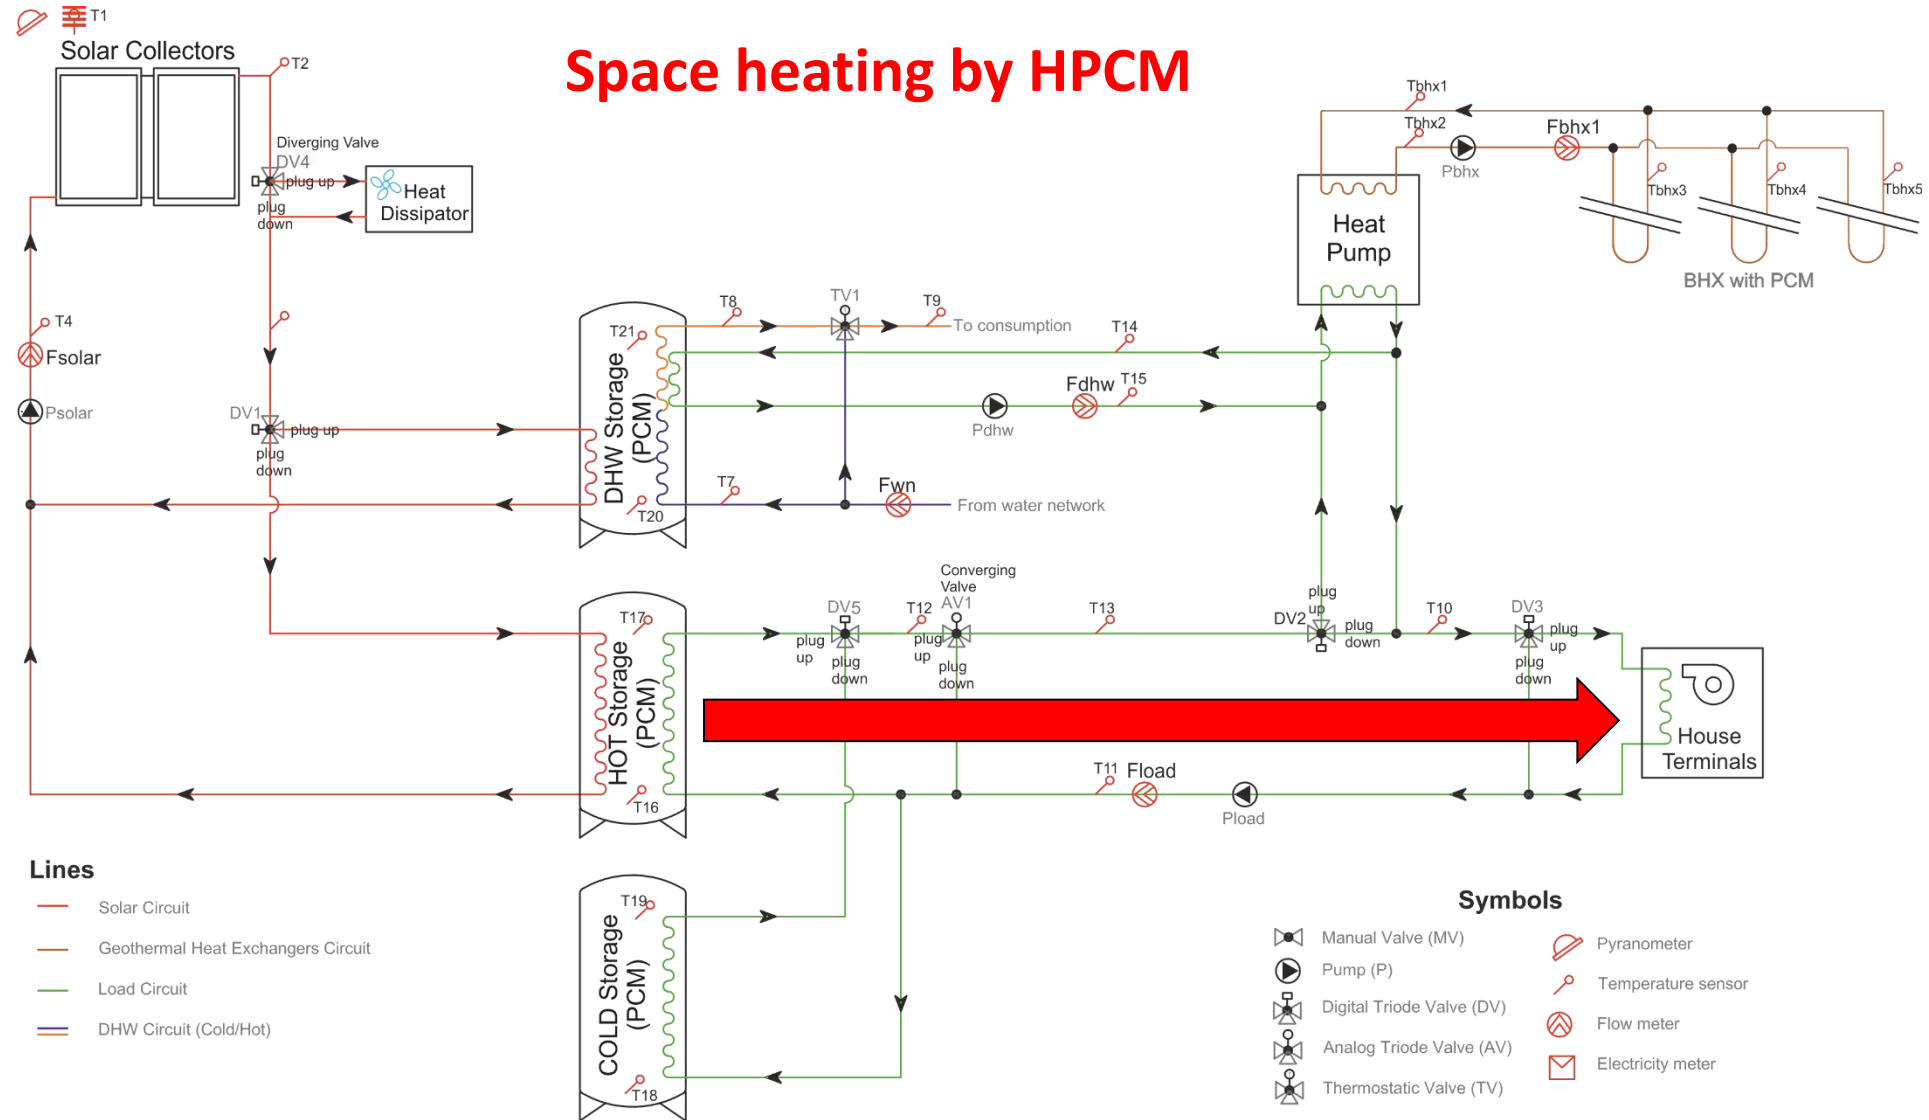 T1
Solar Collectors
T2
Space heating by HPCM
Diverging Valve
DV4
plug up
plug
down
Heat
Dissipator
T4
Fsolar
Psolar
DV1
plug up
plug
down
Tbhx1
Tbhx2
Fbhx1
Pbhx
Tbhx3
Tbhx4
Tbhx5
BHX with PCM
Heat
Pump
T8
TV1
T9
To consumption
T14
T21
DHW Storage
(PCM)
Fdhw
T15
Pdhw
T7
Fwn
From water network
T20
Converging
Valve
AV1
DV5
T12
T13
T17
plug
up
plug
down
plug
up
plug
down
plug
up
DV2
plug
down
T10
DV3
plug
up
plug
down
HOT Storage
(PCM)
T16
T11
Fload
Pload
House
Terminals
T19
COLD Storage
(PCM)
T18
Lines
Solar Circuit
Geothermal Heat Exchangers Circuit
Load Circuit
DHW Circuit (Cold/Hot)
Symbols
Manual Valve (MV)
Pump (P)
Digital Triode Valve (DV)
Analog Triode Valve (AV)
Thermostatic Valve (TV)
Pyranometer
Temperature sensor
Flow meter
Electricity meter